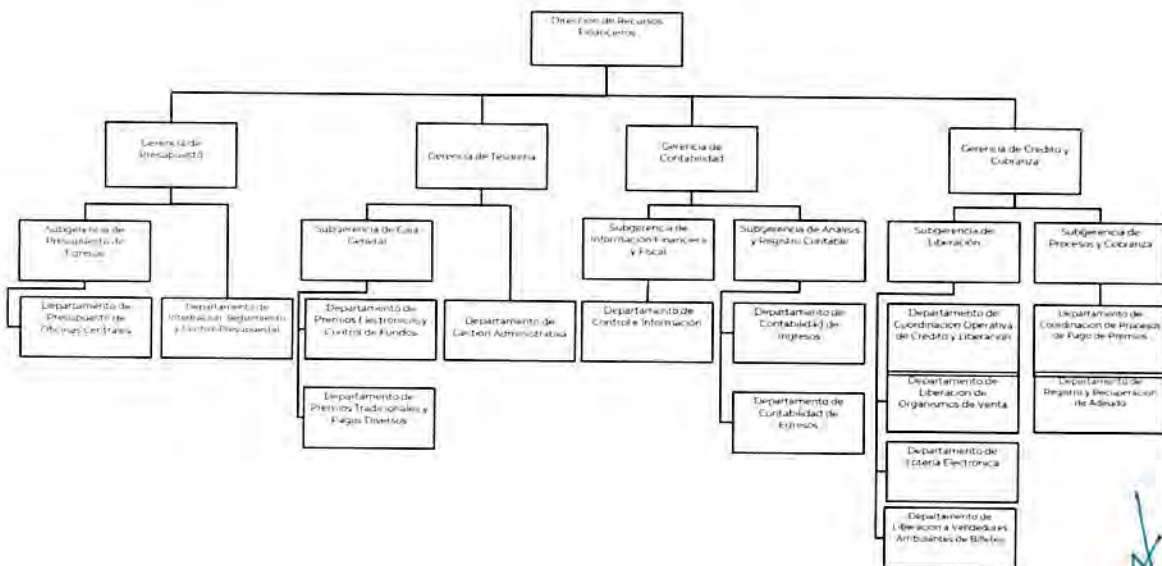 Dirección de Recursos
Financieros
Gerencia de
Presupuesto
Gerencia de Tesorería
Gerencia de
Contabilidad
Gerencia de Crédito y
Cobranza
Subgerencia de
Presupuesto de
Subgerencia de Caja
General
Subgerencia de
Información Financiera
y Fiscal
Subgerencia de Análisis
y Registro Contable
Subgerencia de
Liberación
Subgerencia de
Procesos y Cobranza
Departamento de
Presupuesto de
Oficinas Centrales
Departamento de
Integración, Seguimiento
y Control Presupuestal
Departamento de
Premios Electrónicos y
Control de Fondos
Departamento de
Gestión Administrativa
Departamento de
Control e Información
Departamento de
Contabilidad de
Ingresos
Departamento de
Coordinación Operativa
de Crédito y Liberación
Departamento de
Coordinación de Procesos
de Pago de Premios
Departamento de
Premios Tradicionales y
Pagos Diversos
Departamento de
Contabilidad de
Egresos
Departamento de
Liberación de
Organismos de Venta
Departamento de
Registro y Recuperación
de Adeudo
Departamento de
Lotería Electrónica
Departamento de
Liberación a Vendedores
Ambulantes de Billetes